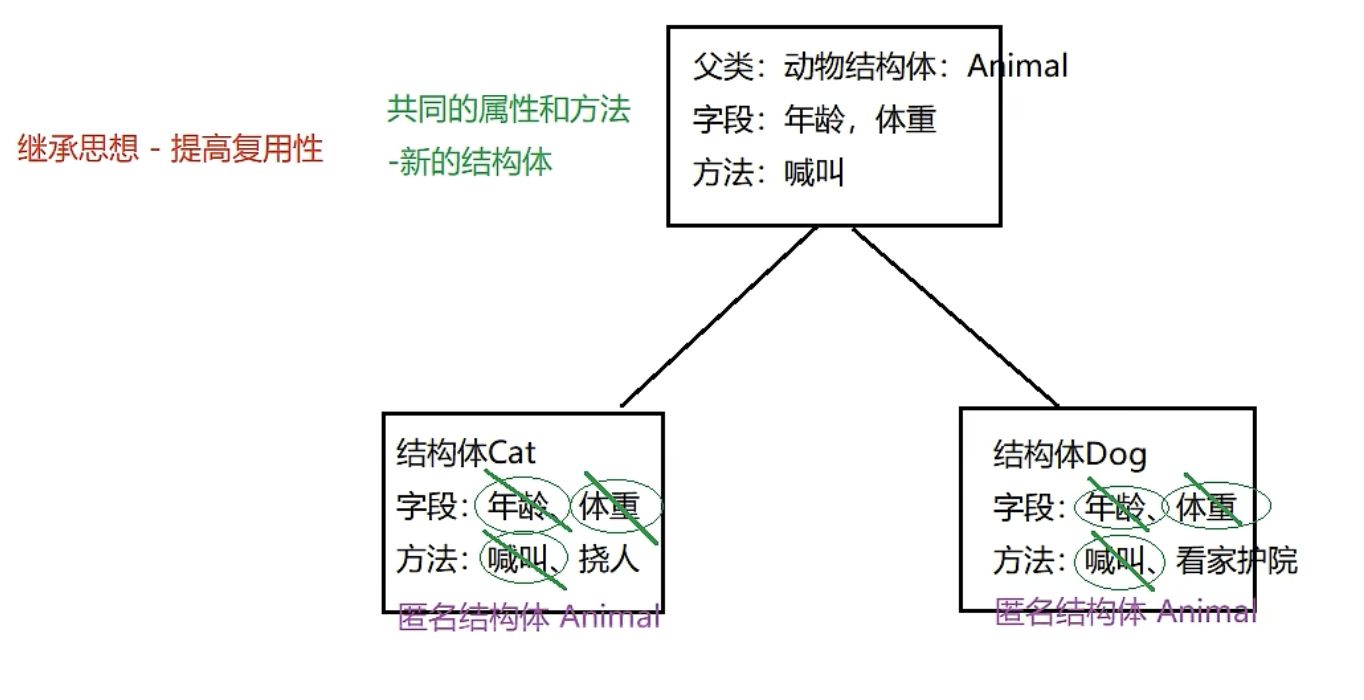 继承思想 - 提高复用性
共同的属性和方法
-新的结构体
父类：动物结构体：Animal
字段：年龄，体重
方法：喊叫
结构体Cat
字段：年龄、体重
方法：喊叫、挠人
匿名结构体 Animal
结构体Dog
字段：年龄、体重
方法：喊叫、看家护院
匿名结构体 Animal